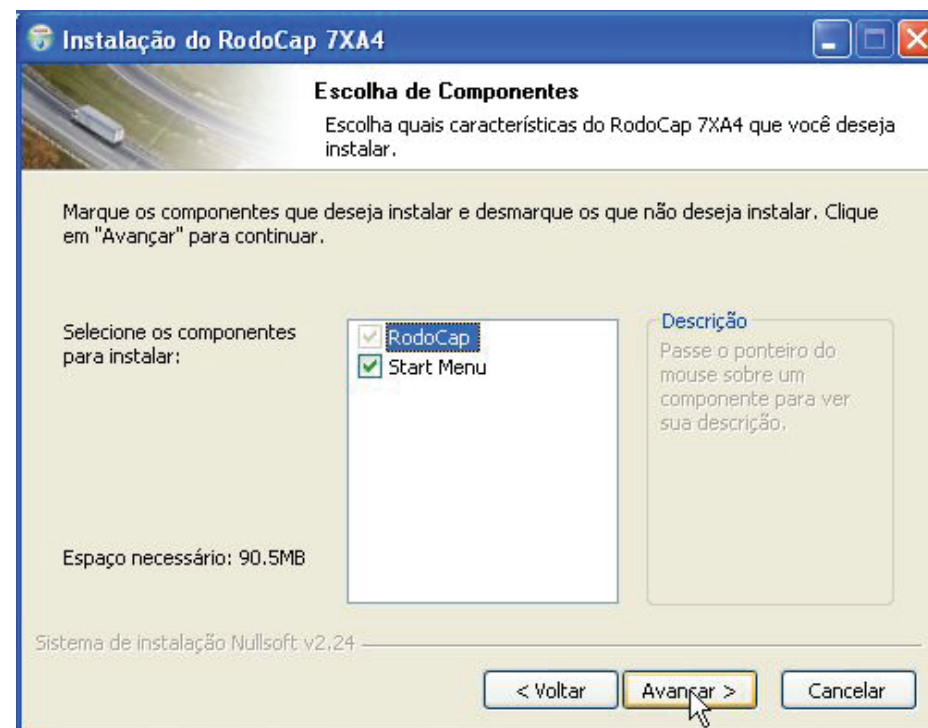 Instalação do RodoCap 7XA4
Escolha de Componentes
Escolha quais características do RodoCap 7XA4 que você deseja
instalar.
Marque os componentes que deseja instalar e desmarque os que não deseja instalar. Clique
em "Avançar" para continuar.
Selecione os componentes
para instalar:
RodoCap
Start Menu
Descrição
Passe o ponteiro do
mouse sobre um
componente para ver
sua descrição.
Espaço necessário: 90.5MB
Sistema de instalação Nullsoft v2.24
< Voltar
Avançar >
Cancelar